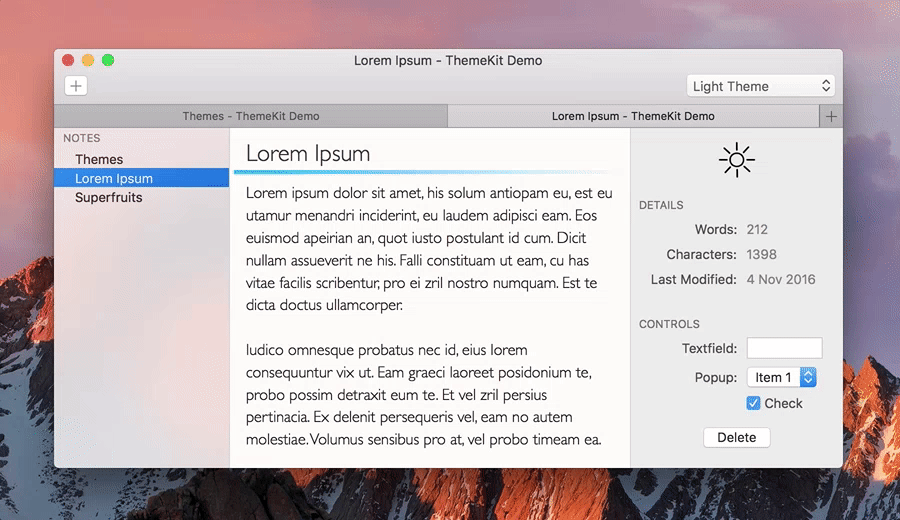 Lorem Ipsum - ThemeKit Demo
Light Theme
Themes - ThemeKit Demo
Lorem Ipsum - ThemeKit Demo
NOTES
Themes
Lorem Ipsum
Superfruits
Lorem Ipsum
Lorem ipsum dolor sit amet, his solum antiopam eu, est eu
utamur menandri inciderint, eu laudem adipisci eam. Eos
euismod apeirian an, quot iusto postulant id cum. Dicit
nullam assueverit ne his. Falli constituam ut eam, cu has
vitae facilis scribentur, pro ei zril nostro numquam. Est te
dicta doctus ullamcorper.
Iudico omnesque probatus nec id, eius lorem
consequuntur vix ut. Eam graeci laoreet posidonium te,
probo possim detraxit eum te. Et vel zril persius
pertinacia. Ex delenit persequeris vel, eam no autem
molestiae. Volumus sensibus pro at, vel probo timeam ea.
DETAILS
Words: 212
Characters: 1398
Last Modified: 4 Nov 2016
CONTROLS
Textfield:
Popup: Item 1
Check
Delete